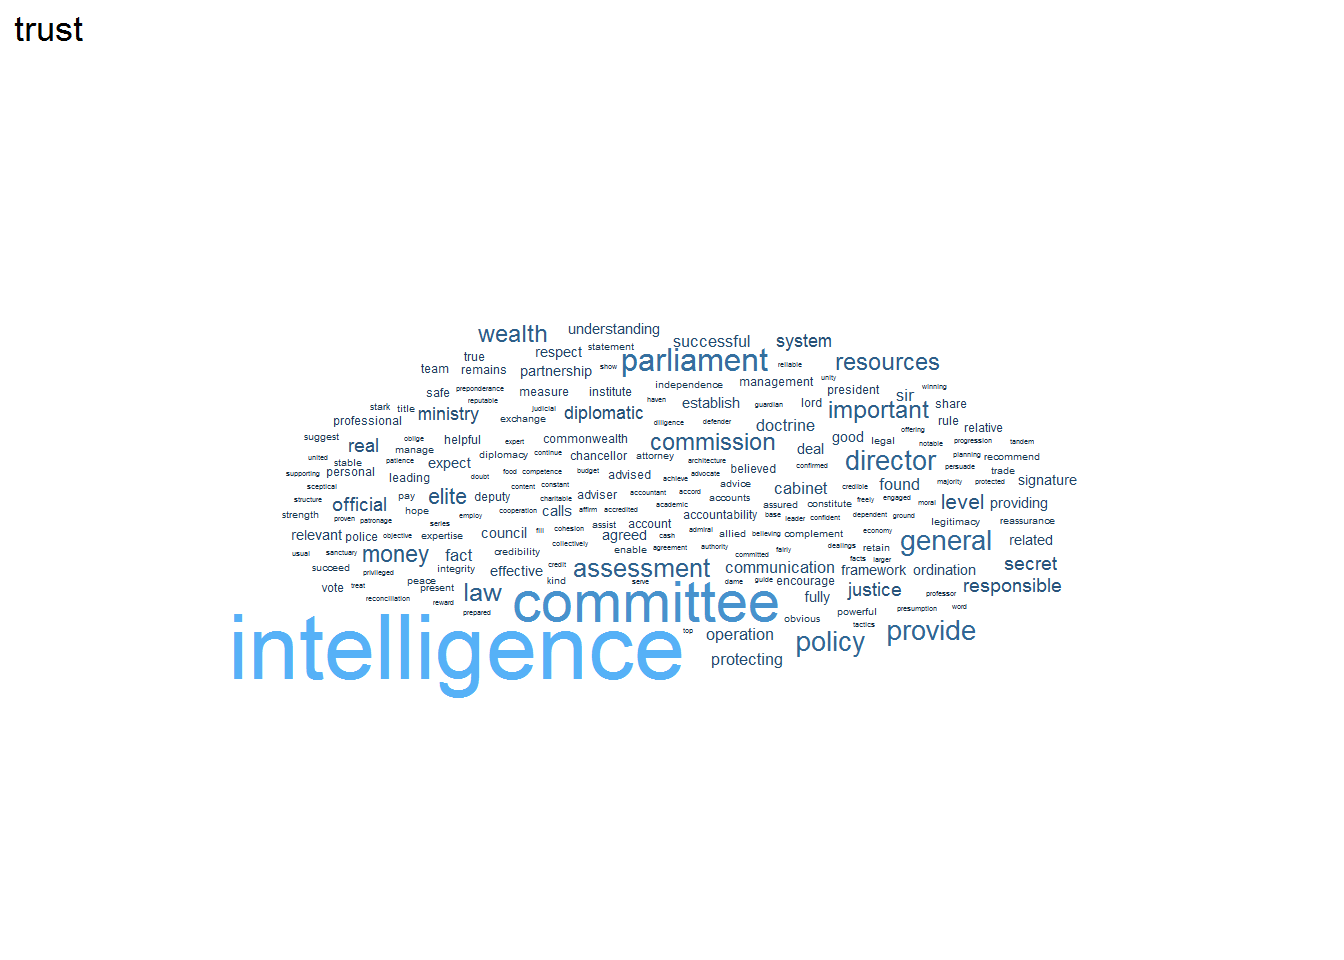 trust
wealth understanding
successful system
statement
true respect parliament resources
team remains partnership show reliable
independence management unity
safe preponderance measure institute president sir winning
reputable haven establish guardian lord important share
stark title ministry judicial diplomatic
professional exchange diligence defender doctrine rule relative
suggest real oblige helpful expert commonwealth commission deal good legal offering notable progression tandem
united manage diplomacy continue chancellor attorney architecture director planning recommend
supporting stable patience expect believed confirmed persuade trade
personal leading doubt food competence budget advised achieve advocate advice signature
sceptical content constant cabinet credible found majority protected
structure official pay elite deputy charitable adviser accountant accord accounts assured constitute freely engaged moral level providing
strength hope cooperation calls affirm accredited academic accountability base leader confident dependent ground
proven patronage series employ legitimacy reassurance
relevant police objective expertise council fill cohesion assist account admiral allied believing complement economy general related
agreed cash
usual sanctuary money fact credibility collectively enable agreement authority committed fairly dealings retain
succeed privileged integrity effective credit assessment communication facts larger framework ordination secret
vote treat peace present kind serve dame guide encourage justice professor responsible
reconciliation reward law committee fully
prepared obvious powerful presumption word
intelligence top operation policy tactics provide
protecting